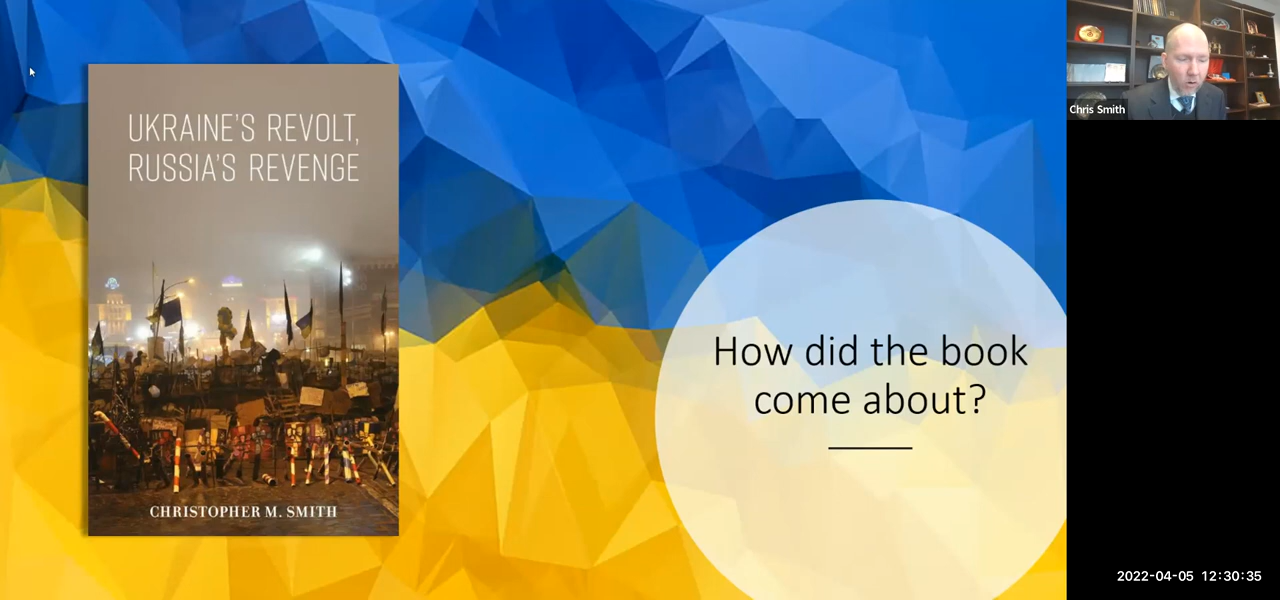 UKRAINE'S REVOLT,
RUSSIA'S REVENGE
CHRISTOPHER M. SMITH
How did the book
come about?
Chris Smith
2022-04-05 12:30:35